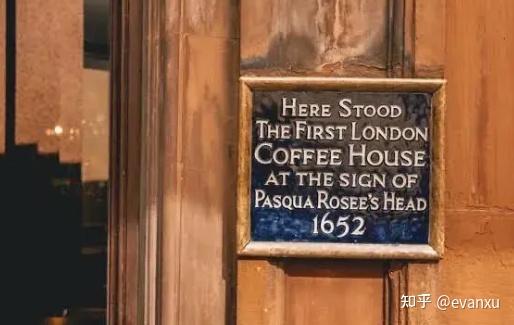 HERE STOOD
THE FIRST LONDON
COFFEE HOUSE
AT THE SIGN OF
PASQUA ROSEE'S HEAD
1652
知乎 @evanxu